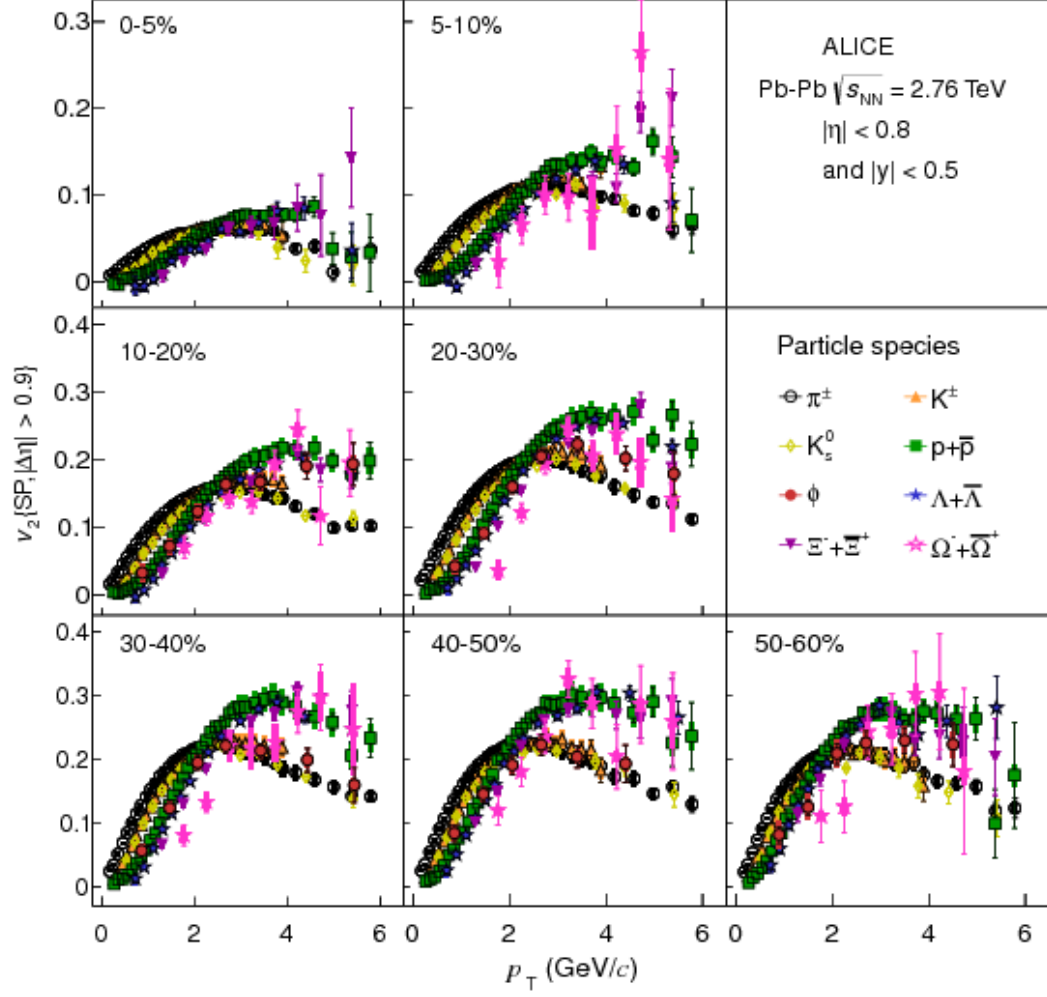 0-5%
5-10%
ALICE
Pb-Pb √s_NN = 2.76 TeV
|η| < 0.8
and |y| < 0.5
0.3
0.2
0.1
0
v₂{SP,|Δη| > 0.9}
10-20%
20-30%
Particle species
π±
K±
K⁰ₛ
p+p̅
ϕ
Λ+Λ̅
Ξ⁻+Ξ̅⁺
Ω⁻+Ω̅⁺
0.4
0.3
0.2
0.1
0
30-40%
40-50%
50-60%
0.4
0.3
0.2
0.1
0
0 2 4 6 0 2 4 6 0 2 4 6
p_T (GeV/c)